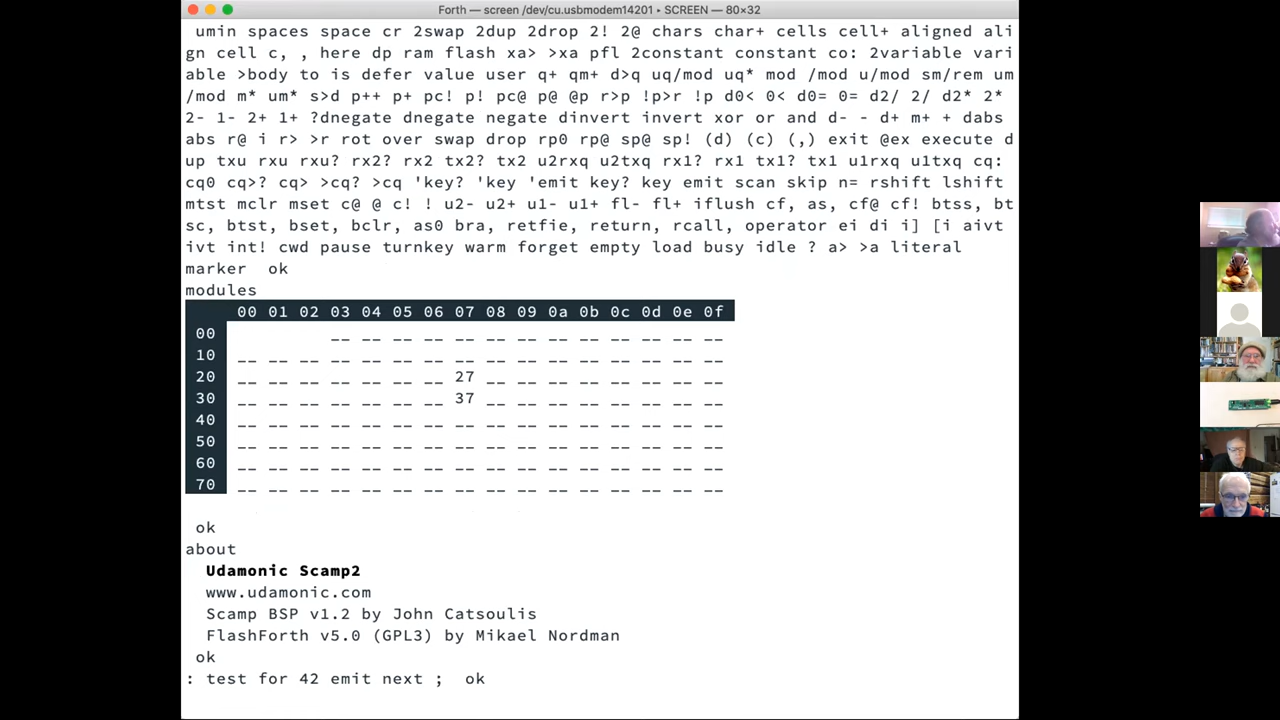 Forth — screen /dev/cu.usbmodem14201 ▸ SCREEN — 80×32
umin spaces space cr 2swap 2dup 2drop 2! 2@ chars char+ cells cell+ aligned ali
gn cell c, , here dp ram flash xa> >xa pfl 2constant constant co: 2variable vari
able >body to is defer value user q+ qm+ d>q uq/mod uq* mod /mod u/mod sm/rem um
/mod m* um* s>d p++ p+ pc! p! pc@ p@ @p r>p !p>r !p d0< 0< d0= 0= d2/ 2/ d2* 2*
2- 1- 2+ 1+ ?dnegate dnegate negate dinvert invert xor or and d- - d+ m+ + dabs
abs r@ i r> >r rot over swap drop rp0 rp@ sp@ sp! (d) (c) (,) exit @ex execute d
up txu rxu rxu? rx2? rx2 tx2? tx2 u2rxq u2txq rx1? rx1 tx1? tx1 u1rxq u1txq cq:
cq0 cq>? cq> >cq? >cq 'key? 'key 'emit key? key emit scan skip n= rshift lshift
mtst mclr mset c@ @ c! ! u2- u2+ u1- u1+ fl- fl+ iflush cf, as, cf@ cf! btss, bt
sc, btst, bset, bclr, as0 bra, retfie, return, rcall, operator ei di i] [i aivt
ivt int! cwd pause turnkey warm forget empty load busy idle ? a> >a literal
marker  ok
modules
00 01 02 03 04 05 06 07 08 09 0a 0b 0c 0d 0e 0f
00 -- -- -- -- -- -- -- -- -- -- -- -- --
10 -- -- -- -- -- -- -- -- -- -- -- -- -- -- -- --
20 -- -- -- -- -- -- -- 27 -- -- -- -- -- -- -- --
30 -- -- -- -- -- -- -- 37 -- -- -- -- -- -- -- --
40 -- -- -- -- -- -- -- -- -- -- -- -- -- -- -- --
50 -- -- -- -- -- -- -- -- -- -- -- -- -- -- -- --
60 -- -- -- -- -- -- -- -- -- -- -- -- -- -- -- --
70 -- -- -- -- -- -- -- -- -- -- -- -- -- -- -- --
ok
about
Udamonic Scamp2
www.udamonic.com
Scamp BSP v1.2 by John Catsoulis
FlashForth v5.0 (GPL3) by Mikael Nordman
ok
: test for 42 emit next ;  ok